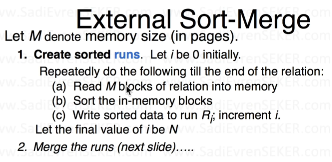 External Sort-Merge
Let M denote memory size (in pages).
1. Create sorted runs. Let i be 0 initially.
Repeatedly do the following till the end of the relation:
(a) Read M blocks of relation into memory
(b) Sort the in-memory blocks
(c) Write sorted data to run Ri; increment i.
Let the final value of i be N
2. Merge the runs (next slide)…..